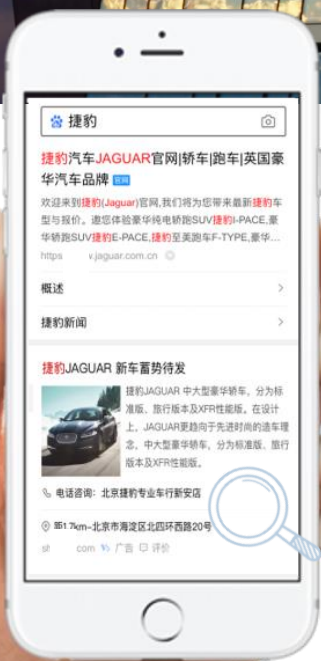 捷豹
捷豹汽车JAGUAR官网|轿车|跑车|英国豪
华汽车品牌 官网
欢迎来到捷豹(Jaguar)官网,我们将为您带来最新捷豹车
型与报价。邀您体验豪华纯电轿跑SUV捷豹I-PACE,豪
华轿跑SUV捷豹E-PACE,捷豹至美跑车F-TYPE,豪华...
https v.jaguar.com.cn
概述
捷豹新闻
捷豹JAGUAR 新车蓄势待发
捷豹JAGUAR 中大型豪华轿车，分为标
准版、旅行版本及XFR性能版。在设计
上，JAGUAR更趋向于先进时尚的造车理
念。中大型豪华轿车，分为标准版、旅行
版本及XFR性能版。
电话咨询：北京捷豹专业车行新安店
551.7km-北京市海淀区北四环西路20号
st com 广告 评价